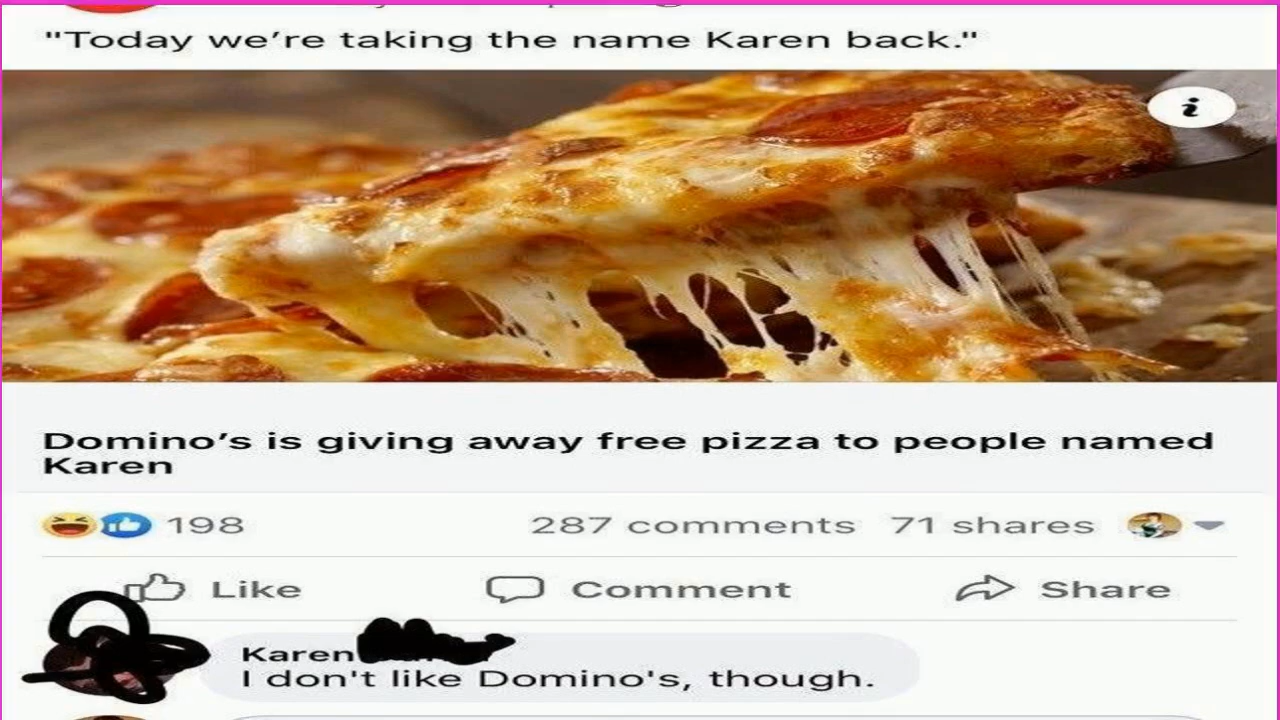 "Today we’re taking the name Karen back."
i
Domino’s is giving away free pizza to people named
Karen
198 287 comments 71 shares
Like Comment Share
Karen
I don't like Domino's, though.